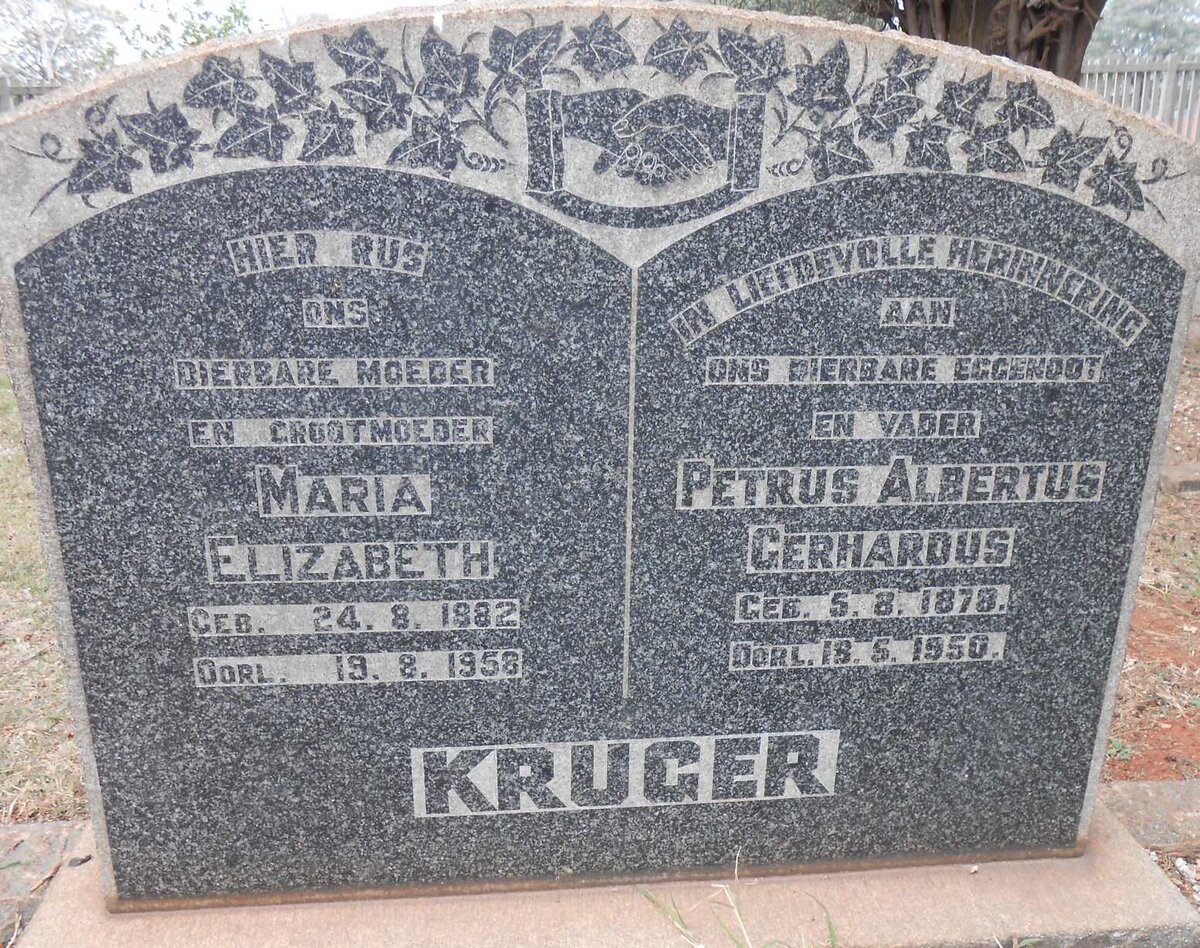 HIER RUS
ONS
DIERBARE MOEDER
EN GROOTMOEDER
MARIA
ELIZABETH
GEB. 24. 8. 1882
OORL. 19. 8. 1958
IN LIEFDEVOLLE HERINNERING
AAN
ONS DIERBARE EGGENOOT
EN VADER
PETRUS ALBERTUS
GERHARDUS
GEB. 5. 8. 1878.
OORL. 19. 5. 1950.
KRUGER